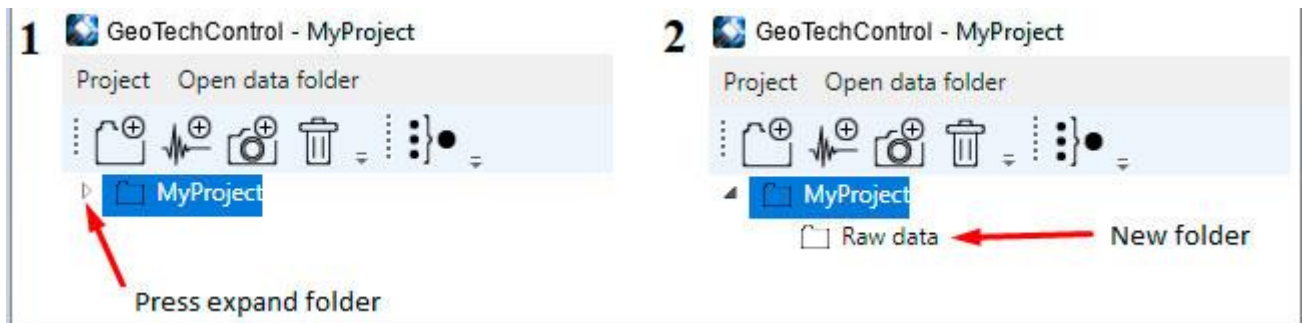 1
GeoTechControl - MyProject
Project Open data folder
MyProject
Press expand folder
2
GeoTechControl - MyProject
Project Open data folder
MyProject
Raw data
New folder